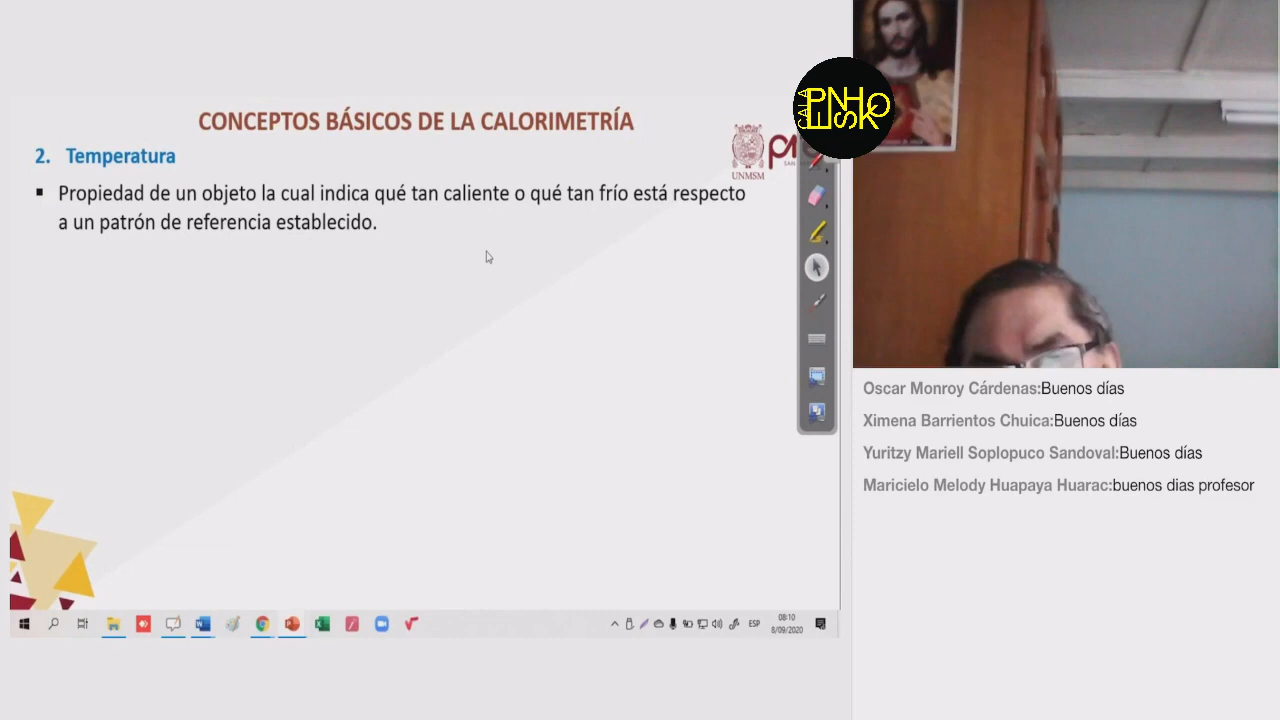 CONCEPTOS BÁSICOS DE LA CALORIMETRÍA
2. Temperatura
UNMSM
▪ Propiedad de un objeto la cual indica qué tan caliente o qué tan frío está respecto
a un patrón de referencia establecido.
ESP
08:10
8/09/2020
Oscar Monroy Cárdenas:Buenos días
Ximena Barrientos Chuica:Buenos días
Yuritzy Mariell Soplopuco Sandoval:Buenos días
Maricielo Melody Huapaya Huarac:buenos dias profesor